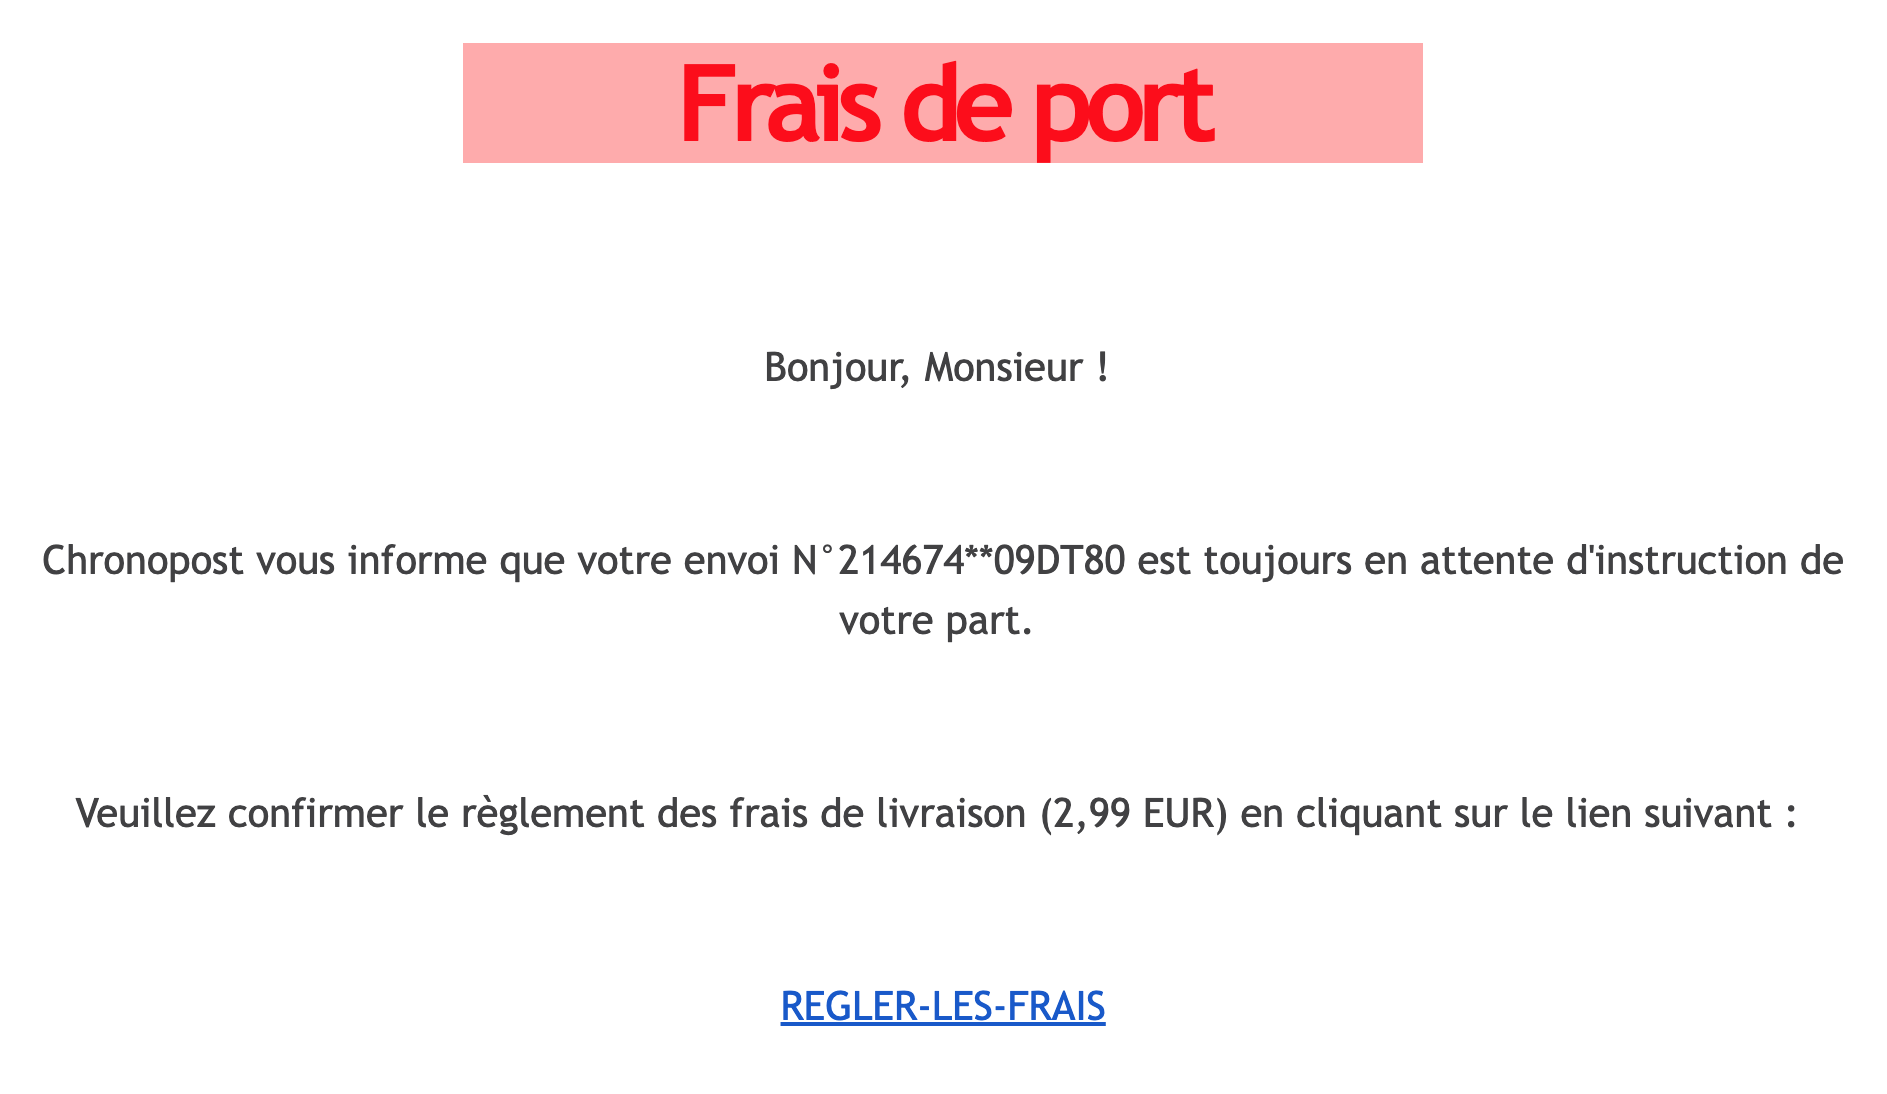 Frais de port
Bonjour, Monsieur !
Chronopost vous informe que votre envoi N°214674**09DT80 est toujours en attente d'instruction de
votre part.
Veuillez confirmer le règlement des frais de livraison (2,99 EUR) en cliquant sur le lien suivant :
REGLER-LES-FRAIS